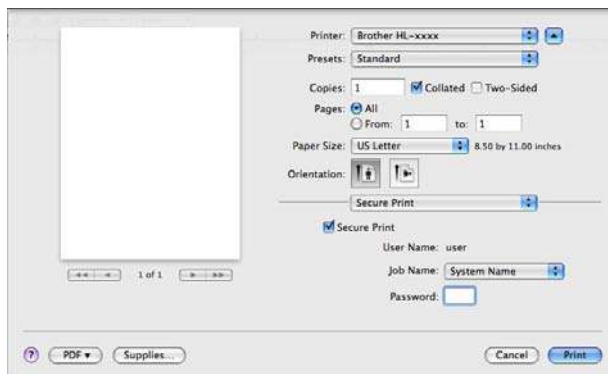 Printer: Brother HL-xxxx
Presets: Standard
Copies: 1 Collated Two-Sided
Pages: All
From: 1 to: 1
Paper Size: US Letter 8.50 by 11.00 inches
Orientation:
Secure Print
Secure Print
User Name: user
Job Name: System Name
Password:
1 of 1
? PDF Supplies... Cancel Print